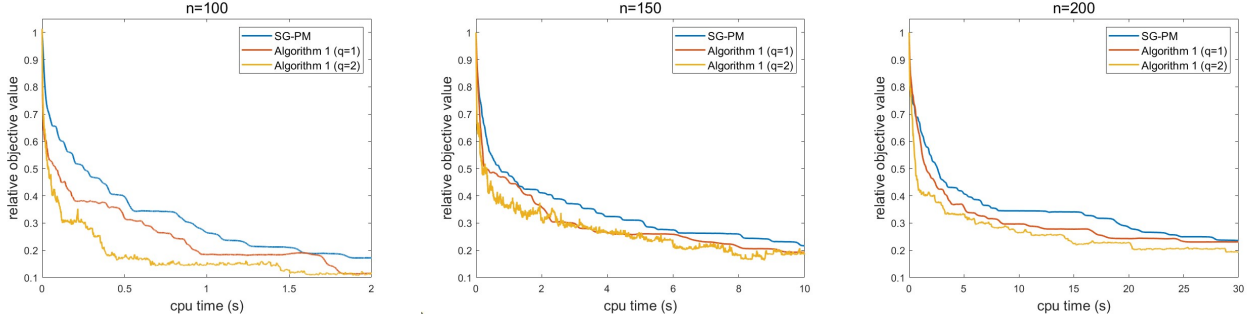 n=100
SG-PM
Algorithm 1 (q=1)
Algorithm 1 (q=2)
relative objective value
1
0.9
0.8
0.7
0.6
0.5
0.4
0.3
0.2
0.1
0
0.5
1
1.5
2
cpu time (s)
n=150
SG-PM
Algorithm 1 (q=1)
Algorithm 1 (q=2)
relative objective value
1
0.9
0.8
0.7
0.6
0.5
0.4
0.3
0.2
0.1
0
2
4
6
8
10
cpu time (s)
n=200
SG-PM
Algorithm 1 (q=1)
Algorithm 1 (q=2)
relative objective value
1
0.9
0.8
0.7
0.6
0.5
0.4
0.3
0.2
0.1
0
5
10
15
20
25
30
cpu time (s)